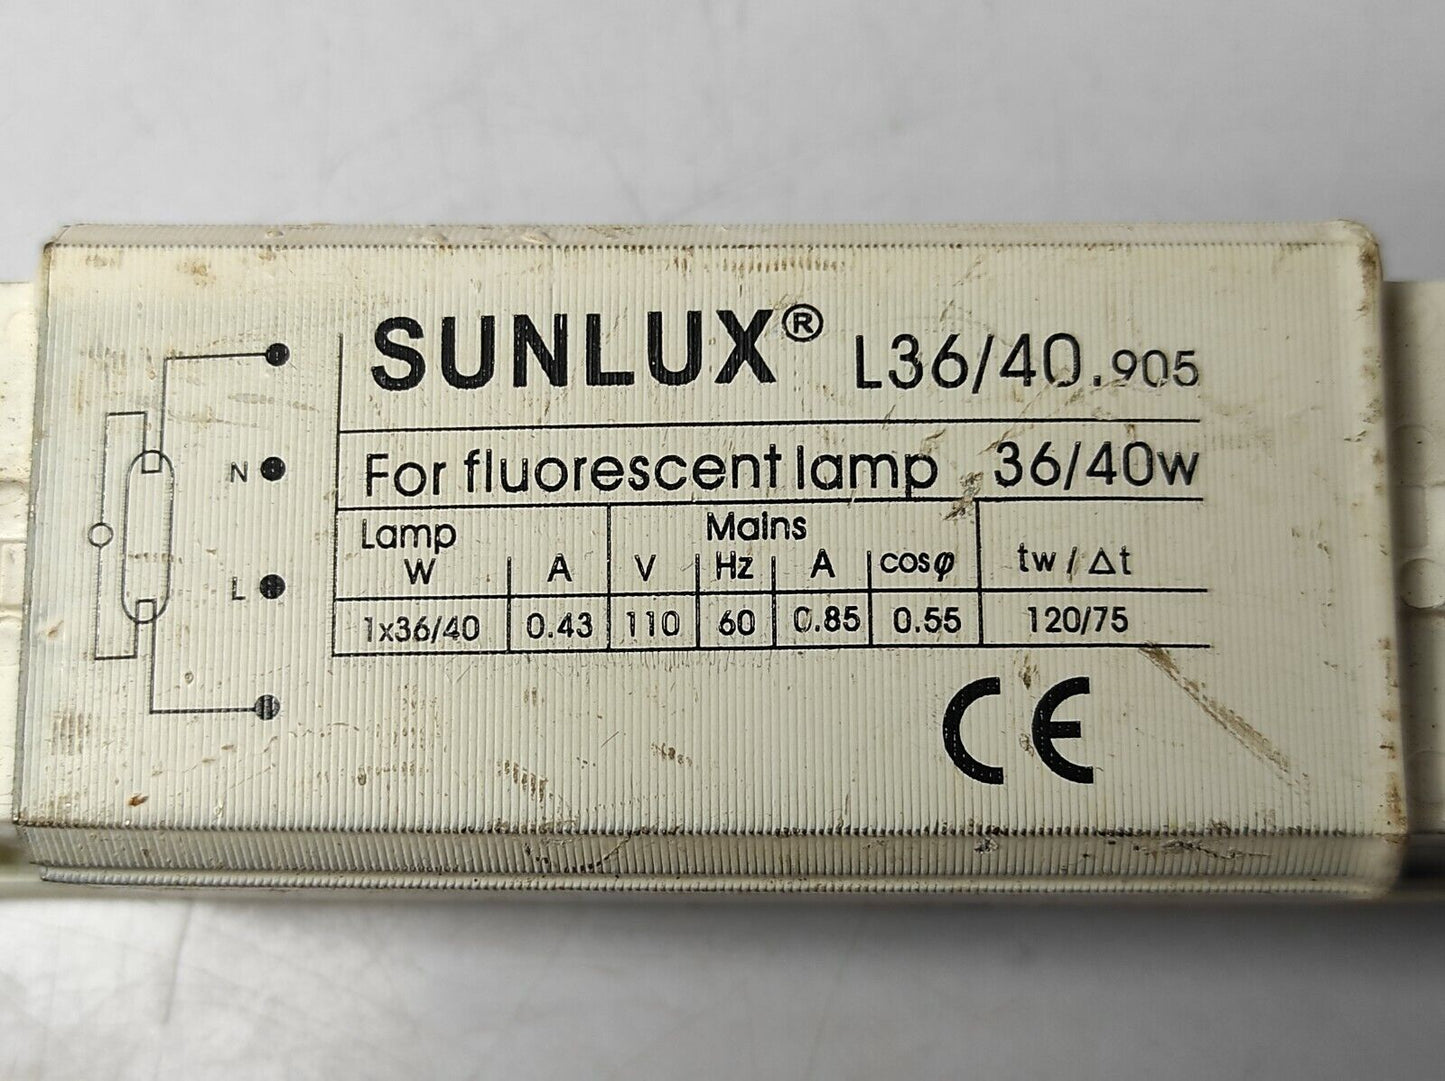 SUNLUX® L36/40.905
For fluorescent lamp 36/40W
Lamp Mains
W A V Hz A cosφ tw / Δt
1x36/40 0.43 110 60 0.85 0.55 120/75
N
L
CE